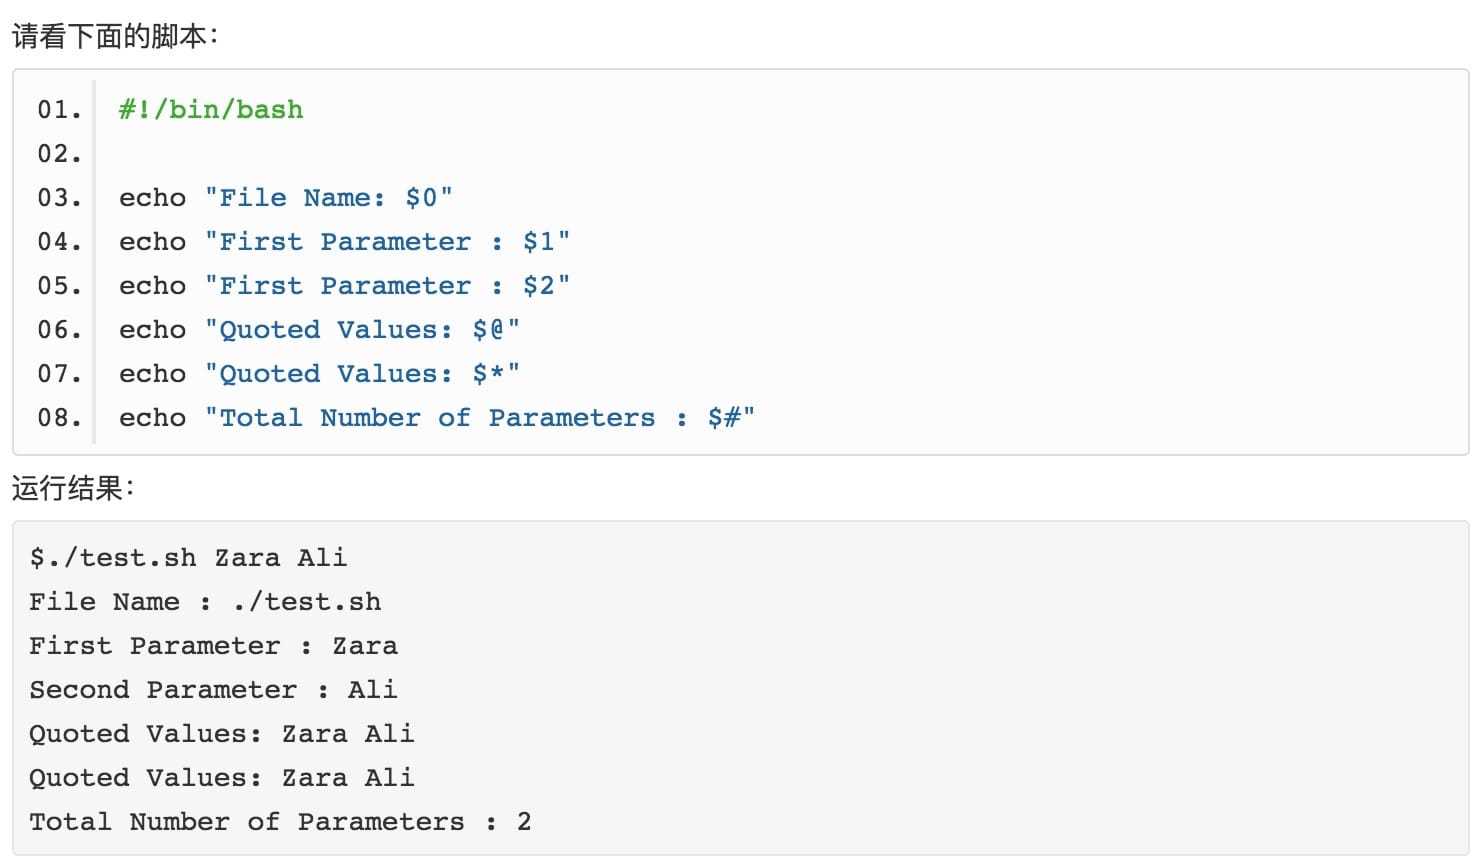 请看下面的脚本：
01. #!/bin/bash
02.
03. echo "File Name: $0"
04. echo "First Parameter : $1"
05. echo "First Parameter : $2"
06. echo "Quoted Values: $@"
07. echo "Quoted Values: $*"
08. echo "Total Number of Parameters : $#"
运行结果：
$./test.sh Zara Ali
File Name : ./test.sh
First Parameter : Zara
Second Parameter : Ali
Quoted Values: Zara Ali
Quoted Values: Zara Ali
Total Number of Parameters : 2